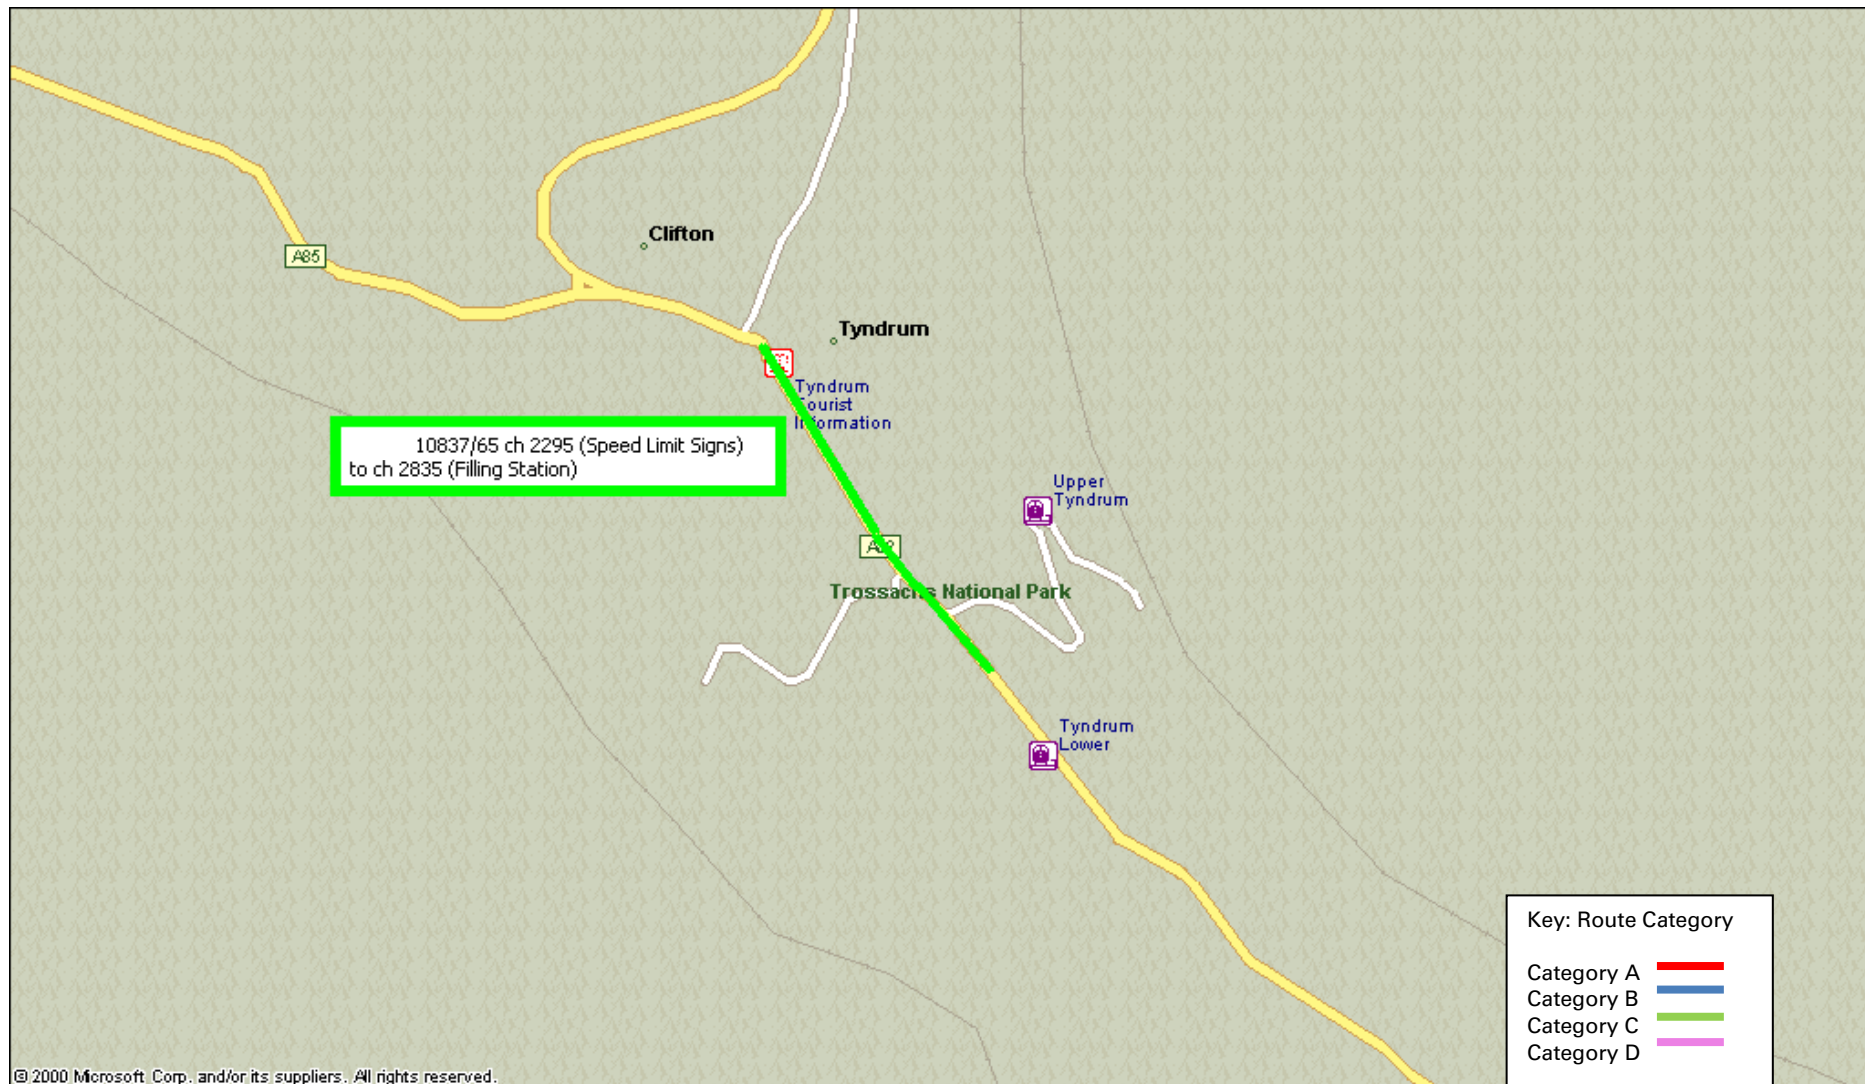 Clifton
A85
Tyndrum
Tyndrum
Tourist
Information
10837/65 ch 2295 (Speed Limit Signs)
to ch 2835 (Filling Station)
Upper
Tyndrum
Trossachs National Park
Tyndrum
Lower
Key: Route Category
Category A
Category B
Category C
Category D
© 2000 Microsoft Corp. and/or its suppliers. All rights reserved.